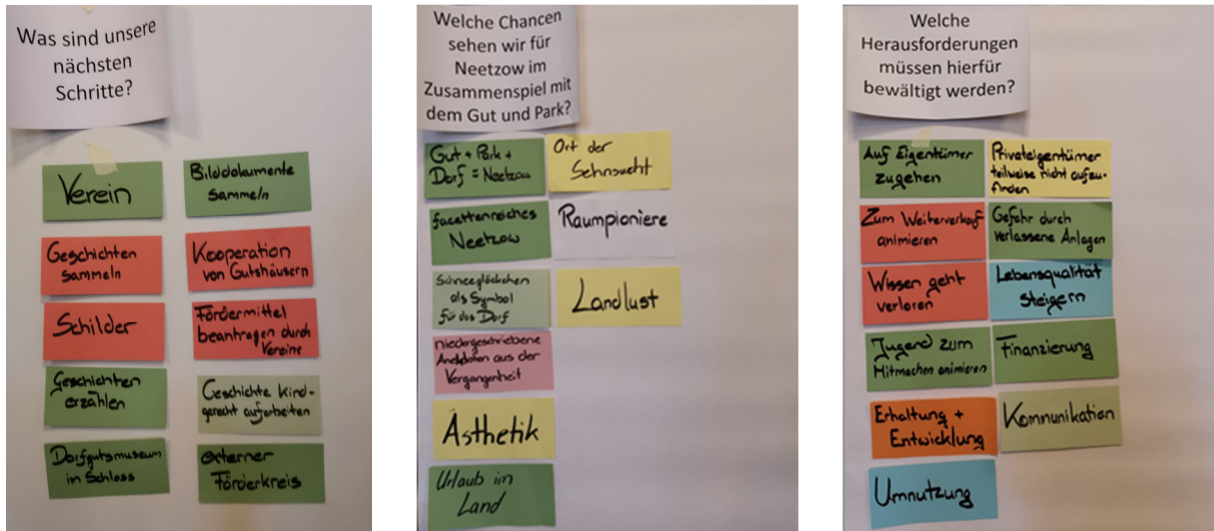 Was sind unsere
nächsten
Schritte?
Verein
Geschichten
sammeln
Schilder
Geschichten
erzählen
Dorfgutsmuseum
in Schloss
Bilddokumente
sammeln
Kooperation
von Gutshäusern
Fördermittel
beantragen durch
Vereine
Geschichte kind-
gerecht aufarbeiten
externer
Förderkreis
Welche Chancen
sehen wir für
Neetzow im
Zusammenspiel mit
dem Gut und Park?
Gut + Park +
Dorf = Neetzow
facettenreiches
Neetzow
Schneeglöckchen
als Symbol
für das Dorf
niedergeschriebene
Anekdoten aus der
Vergangenheit
Ästhetik
Urlaub im
Land
Ort der
Sehnsucht
Raumpioniere
Landlust
Welche
Herausforderungen
müssen hierfür
bewältigt werden?
Auf Eigentümer
zugehen
Zum Weiterverkauf
animieren
Wissen geht
verloren
Jugend zum
Mitmachen animieren
Erhaltung +
Entwicklung
Umnutzung
Privateigentümer
teilweise nicht aufzu-
finden
Gefahr durch
verlassene Anlagen
Lebensqualität
steigern
Finanzierung
Kommunikation